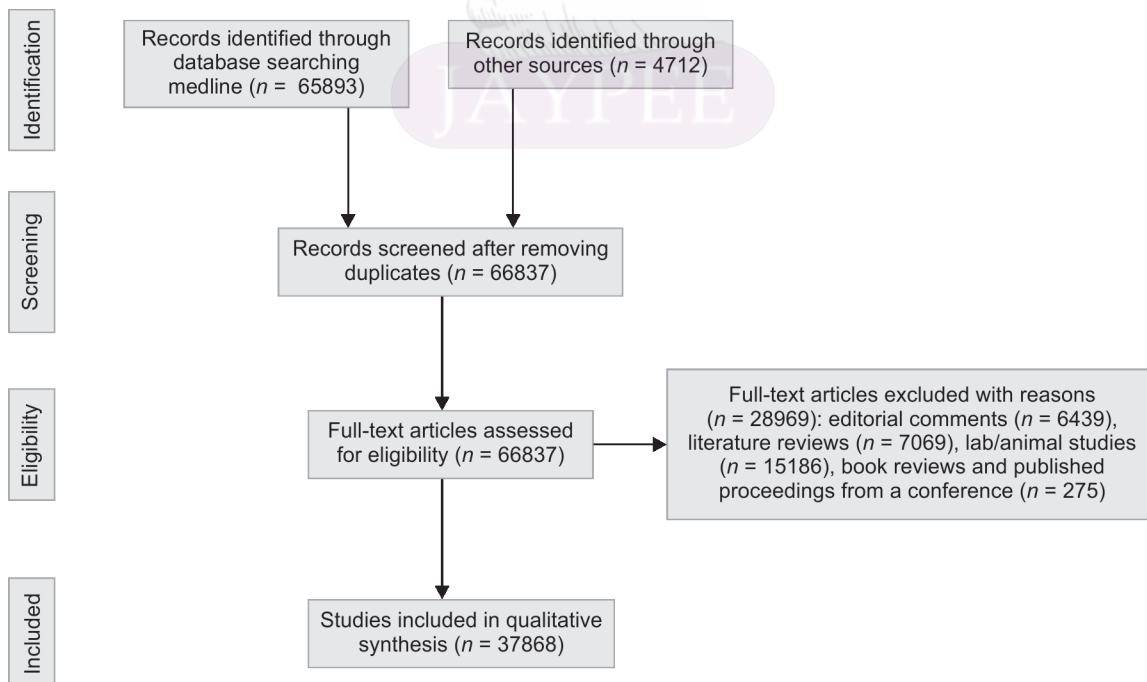 Identification
Records identified through
database searching
medline (n = 65893)
Records identified through
other sources (n = 4712)
JAYPEE
Screening
Records screened after removing
duplicates (n = 66837)
Eligibility
Full-text articles assessed
for eligibility (n = 66837)
Full-text articles excluded with reasons
(n = 28969): editorial comments (n = 6439),
literature reviews (n = 7069), lab/animal studies
(n = 15186), book reviews and published
proceedings from a conference (n = 275)
Included
Studies included in qualitative
synthesis (n = 37868)